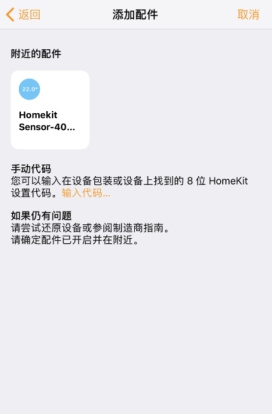 返回
添加配件
取消
附近的配件
22.0°
Homekit
Sensor-40...
手动代码
您可以输入在设备包装或设备上找到的 8 位 HomeKit
设置代码。输入代码...
如果仍有问题
请尝试还原设备或参阅制造商指南。
请确定配件已开启并在附近。